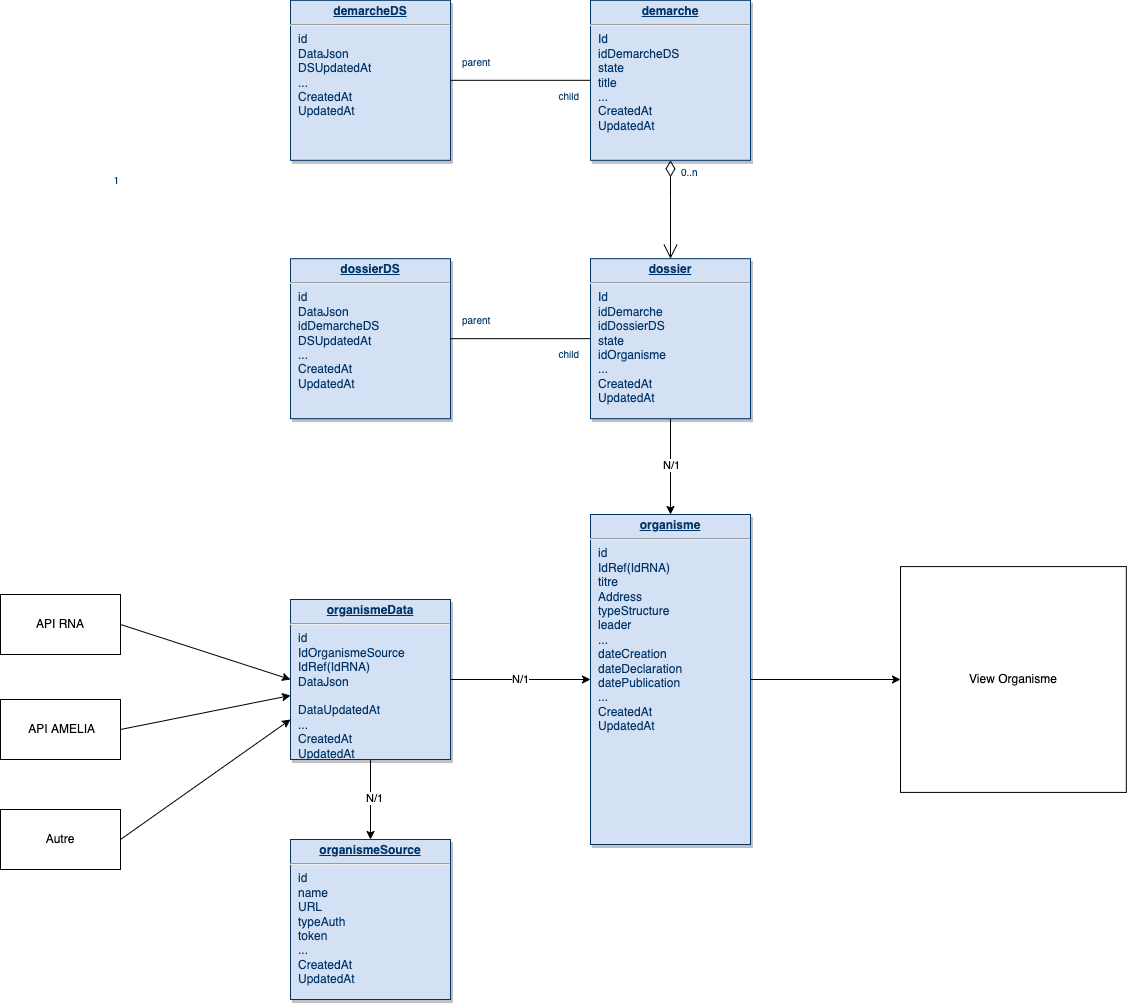 demarcheDS
id
DataJson
DSUpdatedAt
...
CreatedAt
UpdatedAt
parent
child
demarche
Id
idDemarcheDS
state
title
...
CreatedAt
UpdatedAt
0..n
1
dossierDS
id
DataJson
idDemarcheDS
DSUpdatedAt
...
CreatedAt
UpdatedAt
parent
child
dossier
Id
idDemarche
idDossierDS
state
idOrganisme
...
CreatedAt
UpdatedAt
N/1
organisme
id
IdRef(IdRNA)
titre
Address
typeStructure
leader
...
dateCreation
dateDeclaration
datePublication
...
CreatedAt
UpdatedAt
View Organisme
API RNA
API AMELIA
Autre
organismeData
id
IdOrganismeSource
IdRef(IdRNA)
DataJson
DataUpdatedAt
...
CreatedAt
UpdatedAt
N/1
N/1
organismeSource
id
name
URL
typeAuth
token
...
CreatedAt
UpdatedAt